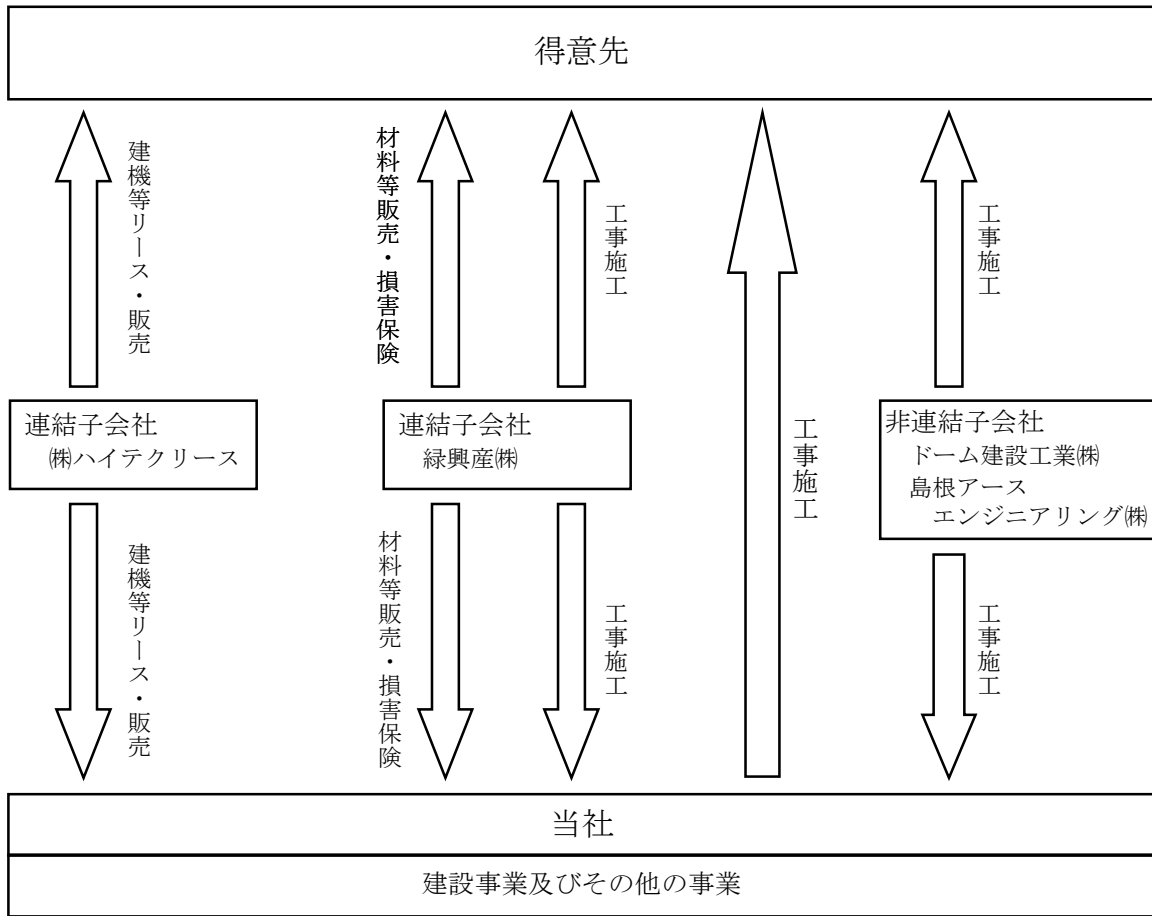 得意先
建機等リース・販売
材料等販売・損害保険
工事施工
工事施工
連結子会社
㈱ハイテクリース
連結子会社
緑興産㈱
工事施工
非連結子会社
ドーム建設工業㈱
島根アース
エンジニアリング㈱
建機等リース・販売
材料等販売・損害保険
工事施工
工事施工
当社
建設事業及びその他の事業